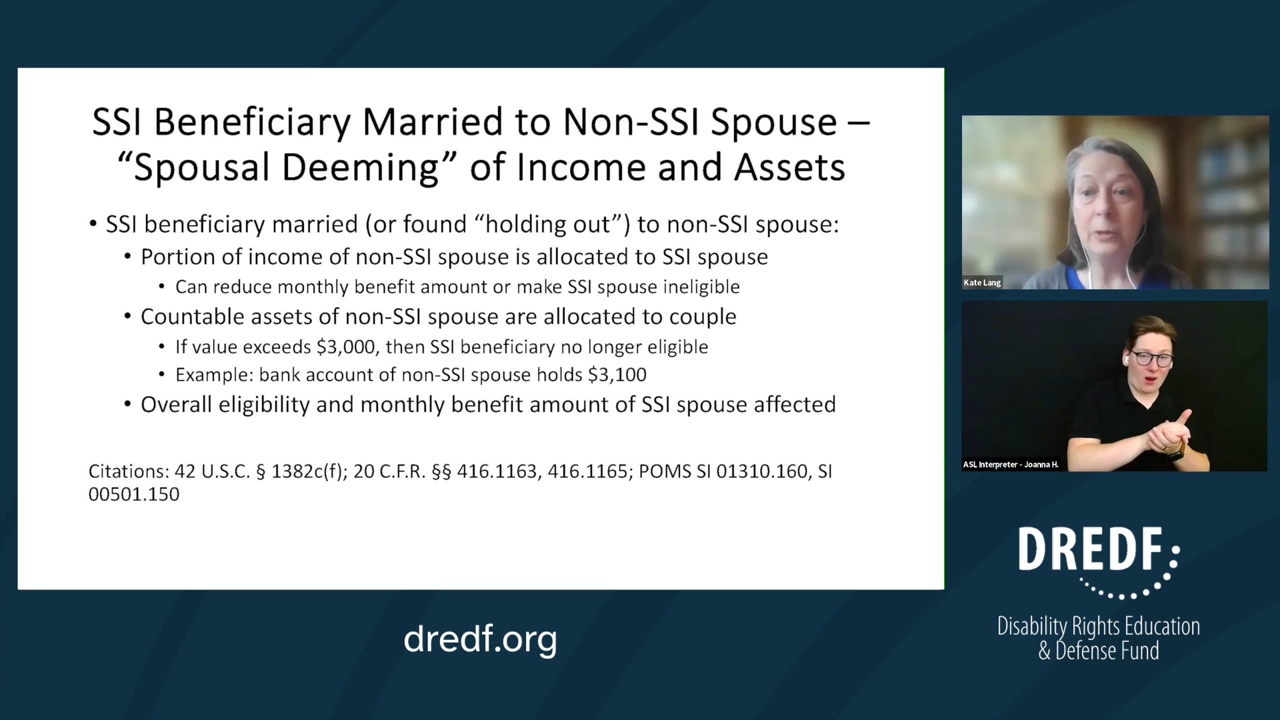 SSI Beneficiary Married to Non-SSI Spouse –
“Spousal Deeming” of Income and Assets
• SSI beneficiary married (or found “holding out”) to non-SSI spouse:
• Portion of income of non-SSI spouse is allocated to SSI spouse
• Can reduce monthly benefit amount or make SSI spouse ineligible
• Countable assets of non-SSI spouse are allocated to couple
• If value exceeds $3,000, then SSI beneficiary no longer eligible
• Example: bank account of non-SSI spouse holds $3,100
• Overall eligibility and monthly benefit amount of SSI spouse affected
Citations: 42 U.S.C. § 1382c(f); 20 C.F.R. §§ 416.1163, 416.1165; POMS SI 01310.160, SI
00501.150
Kate Lang
ASL Interpreter - Joanna H.
DREDF
Disability Rights Education
& Defense Fund
dredf.org